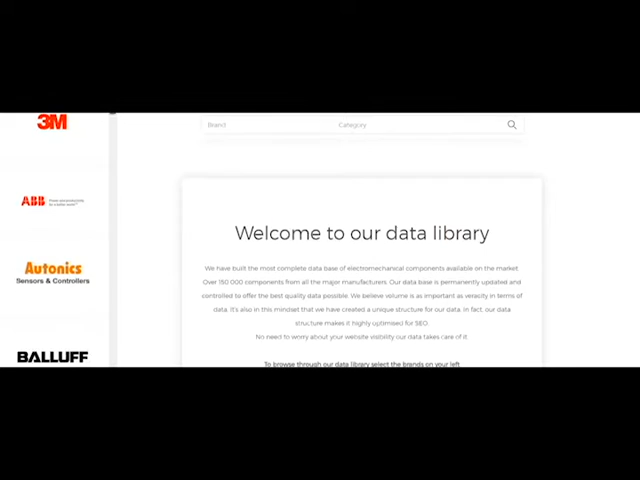 3M
Brand
Category
ABB
Welcome to our data library
Autonics
Sensors & Controllers
We have built the most complete data base of electromechanical components available on the market.
Over 150 000 components from all the major manufacturers. Our data base is permanently updated and
controlled to offer the best quality data possible. We believe volume is as important as veracity in terms of
data. It's also in this mindset that we have created a unique structure for our data. In fact, our data
structure makes it highly optimised for SEO.
No need to worry about your website visibility our data takes care of it.
BALLUFF
To browse through our data library select the brands on your left